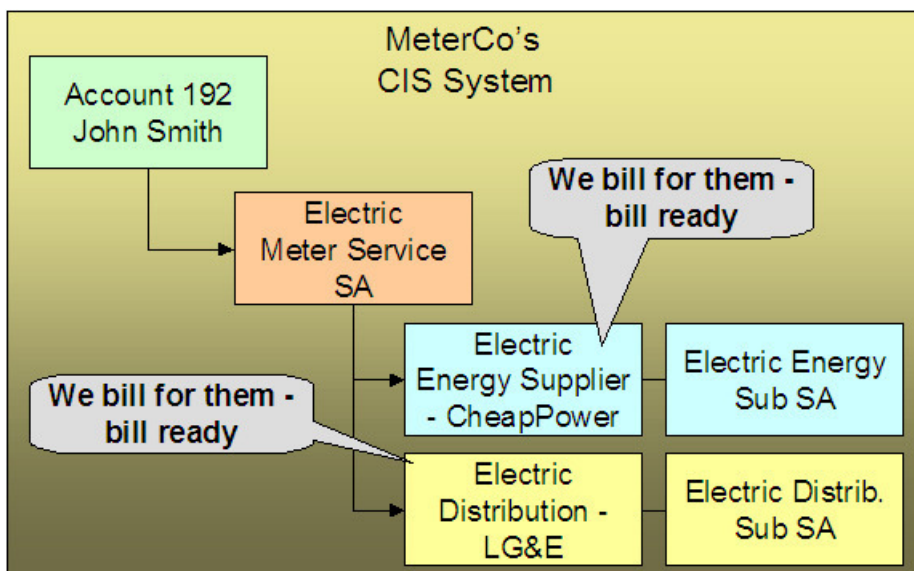 MeterCo's
CIS System
Account 192
John Smith
We bill for them -
bill ready
Electric
Meter Service
SA
Electric
Energy Supplier
- CheapPower
Electric Energy
Sub SA
We bill for them -
bill ready
Electric
Distribution -
LG&E
Electric Distrib.
Sub SA